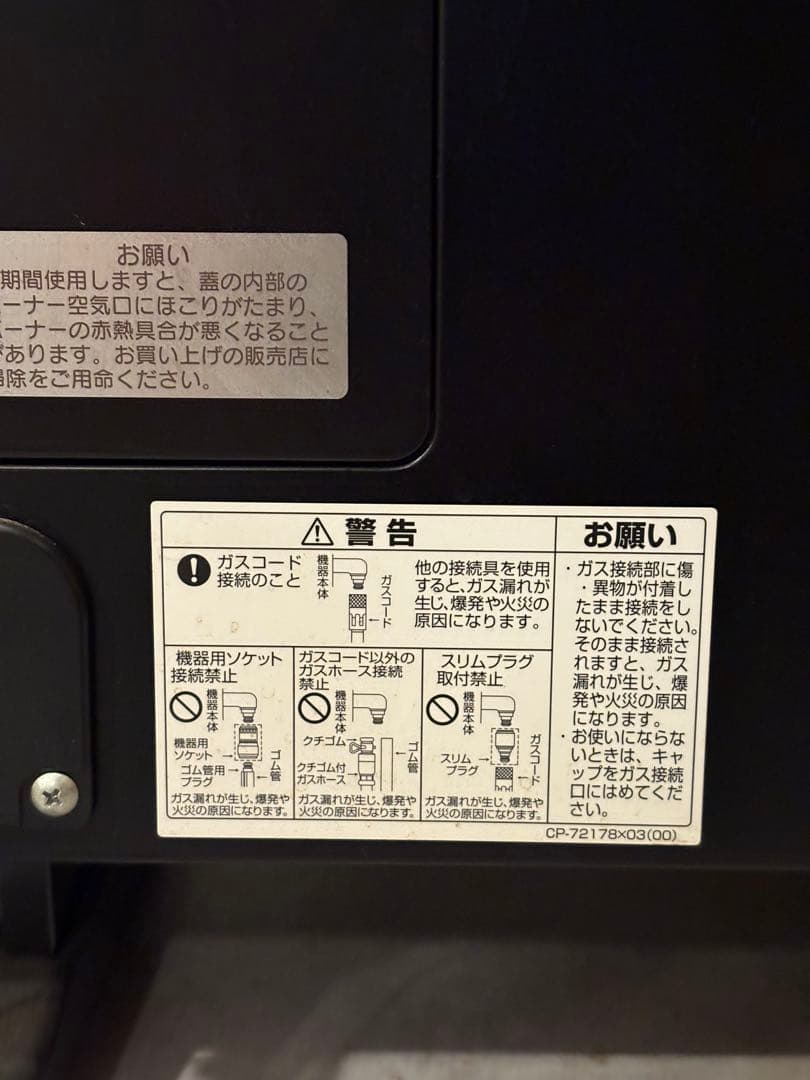 お願い
期間使用しますと、蓋の内部の
ーナー空気口にほこりがたまり、
ーナーの赤熱具合が悪くなること
があります。お買い上げの販売店に
除をご用命ください。
⚠ 警告
ガスコード
接続のこと
機器本体
ガスコード
他の接続具を使用
すると、ガス漏れが
生じ、爆発や火災の
原因になります。
機器用ソケット
接続禁止
機器本体
機器用
ソケット
ゴム管用
プラグ
ゴム管
ガス漏れが生じ、爆発や
火災の原因になります。
ガスコード以外の
ガスホース接続
禁止
機器本体
クチゴム
クチゴム付
ガスホース
ゴム管
ガス漏れが生じ、爆発や
火災の原因になります。
スリムプラグ
取付禁止
機器本体
スリム
プラグ
ガスコード
ガス漏れが生じ、爆発や
火災の原因になります。
お願い
・ガス接続部に傷
・異物が付着し
たまま接続をし
ないでください。
そのまま接続さ
れますと、ガス
漏れが生じ、爆
発や火災の原因
になります。
・お使いにならな
いときは、キャ
ップをガス接続
口にはめてくだ
さい。
CP-72178×03(00)